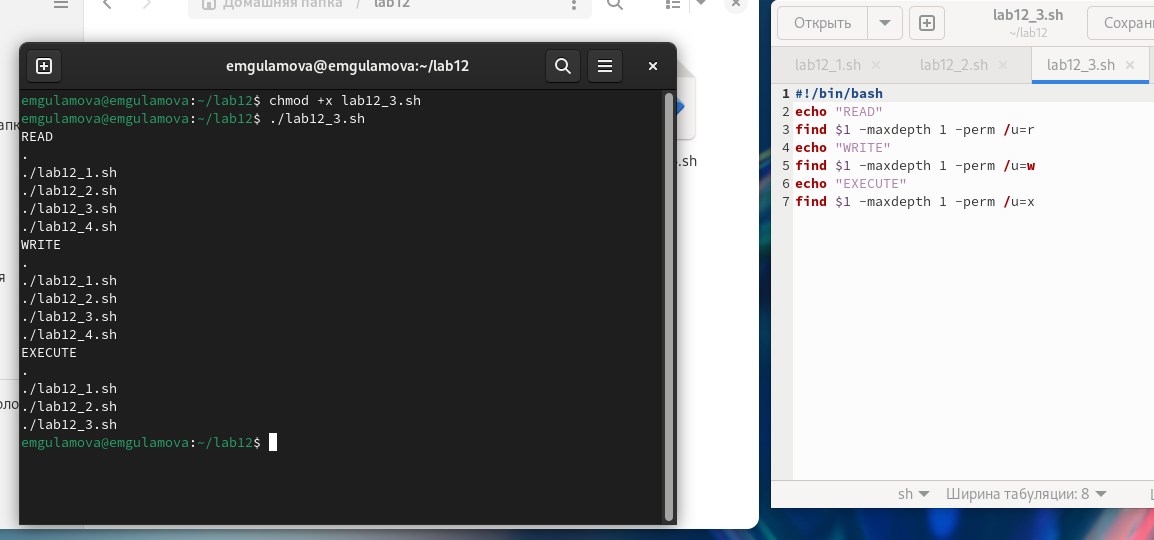 Домашняя папка / lab12
emgulamova@emgulamova:~/lab12
emgulamova@emgulamova:~/lab12$ chmod +x lab12_3.sh
emgulamova@emgulamova:~/lab12$ ./lab12_3.sh
READ
.
./lab12_1.sh
./lab12_2.sh
./lab12_3.sh
./lab12_4.sh
WRITE
.
./lab12_1.sh
./lab12_2.sh
./lab12_3.sh
./lab12_4.sh
EXECUTE
.
./lab12_1.sh
./lab12_2.sh
./lab12_3.sh
emgulamova@emgulamova:~/lab12$
.sh
Открыть
lab12_3.sh
~/lab12
Сохрани
lab12_1.sh × lab12_2.sh × lab12_3.sh ×
1 #!/bin/bash
2 echo "READ"
3 find $1 -maxdepth 1 -perm /u=r
4 echo "WRITE"
5 find $1 -maxdepth 1 -perm /u=w
6 echo "EXECUTE"
7 find $1 -maxdepth 1 -perm /u=x
sh Ширина табуляции: 8